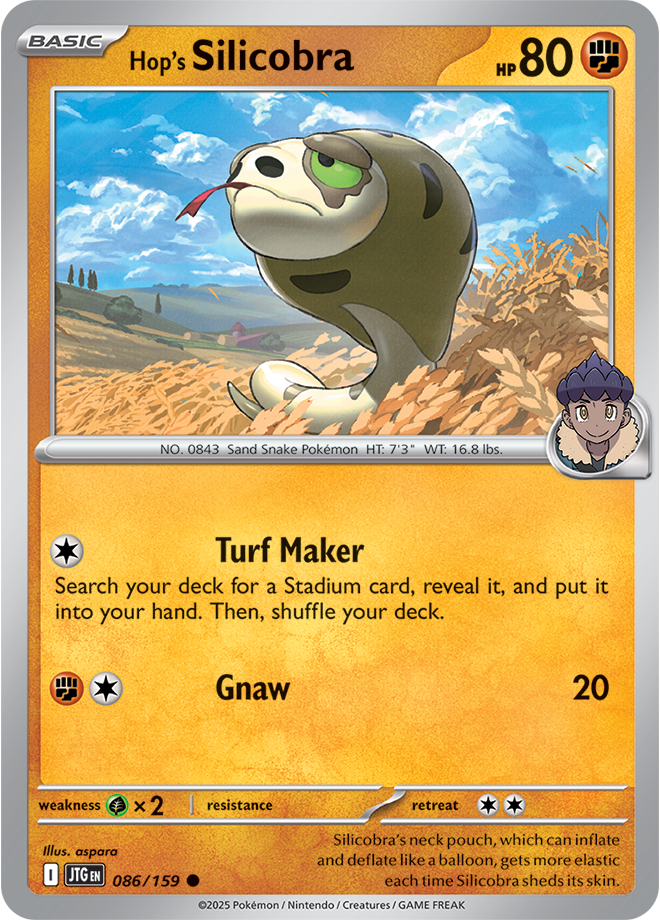 BASIC
Hop's Silicobra HP 80
NO. 0843 Sand Snake Pokémon HT: 7'3" WT: 16.8 lbs.
Turf Maker
Search your deck for a Stadium card, reveal it, and put it
into your hand. Then, shuffle your deck.
Gnaw 20
weakness × 2 resistance retreat
Illus. aspara
Silicobra's neck pouch, which can inflate
and deflate like a balloon, gets more elastic
each time Silicobra sheds its skin.
I JTG EN 086/159
©2025 Pokémon / Nintendo / Creatures / GAME FREAK